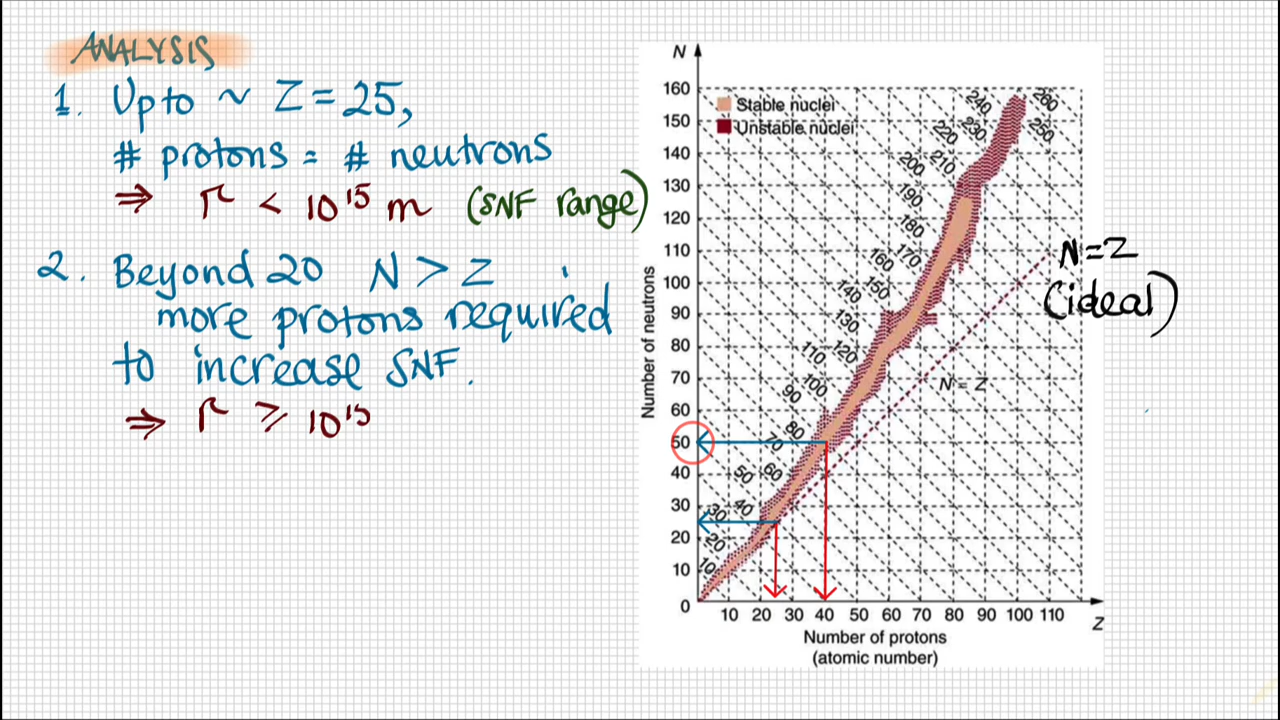 ANALYSIS
1. Upto ~ Z = 25,
# protons = # neutrons
⇒ r < 10¹⁵ m (SNF range)
2. Beyond 20 N > Z ,
more protons required
to increase SNF.
⇒ r ⩾ 10¹⁵
N
160
150
140
130
120
110
100
90
80
70
60
50
40
30
20
10
0
Number of neutrons
Stable nuclei
Unstable nuclei
240
260
230
250
220
210
200
190
180
170
160
150
140
130
120
110
100
90
80
70
60
50
40
30
20
10
N = Z
N=Z
(ideal)
10 20 30 40 50 60 70 80 90 100 110
Z
Number of protons
(atomic number)